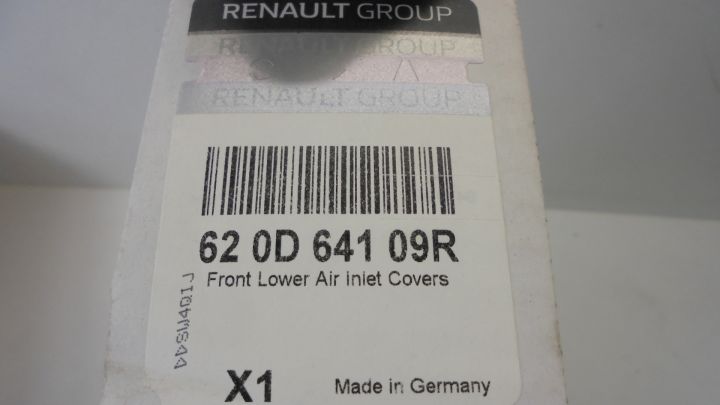 RENAULT GROUP
RENAULT GROUP
RENAULT GROUP
62 0D 641 09R
Front Lower Air Inlet Covers
X1 Made in Germany